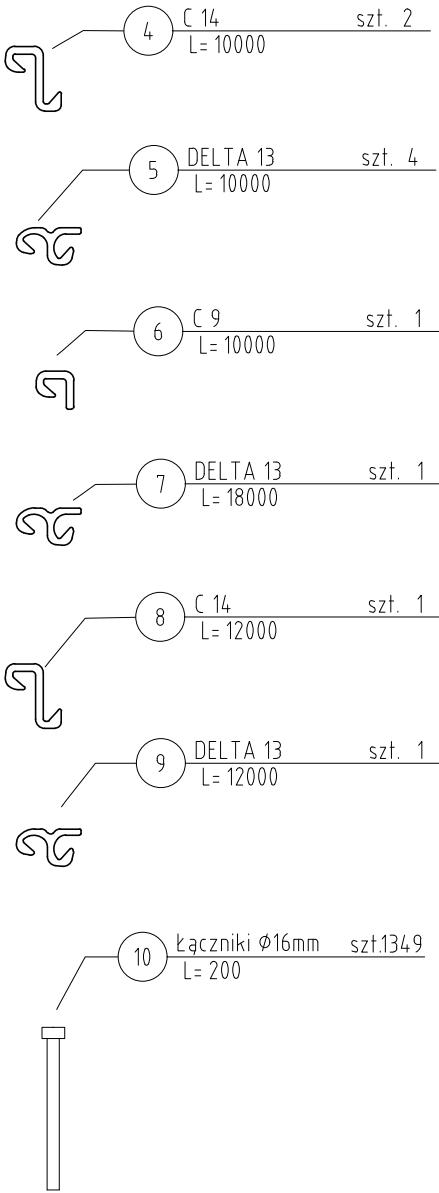 4 C 14 szt. 2
L= 10000
5 DELTA 13 szt. 4
L= 10000
6 C 9 szt. 1
L= 10000
7 DELTA 13 szt. 1
L= 18000
8 C 14 szt. 1
L= 12000
9 DELTA 13 szt. 1
L= 12000
10 Łączniki Φ16mm szt.1349
L= 200